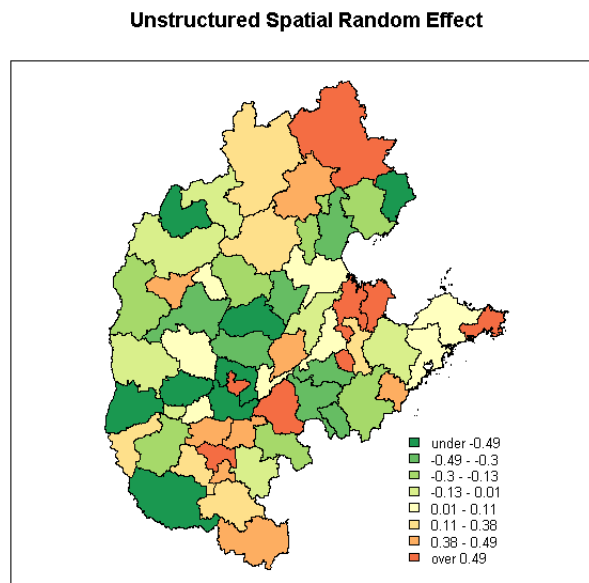 Unstructured Spatial Random Effect
under -0.49
-0.49 - -0.3
-0.3 - -0.13
-0.13 - 0.01
0.01 - 0.11
0.11 - 0.38
0.38 - 0.49
over 0.49